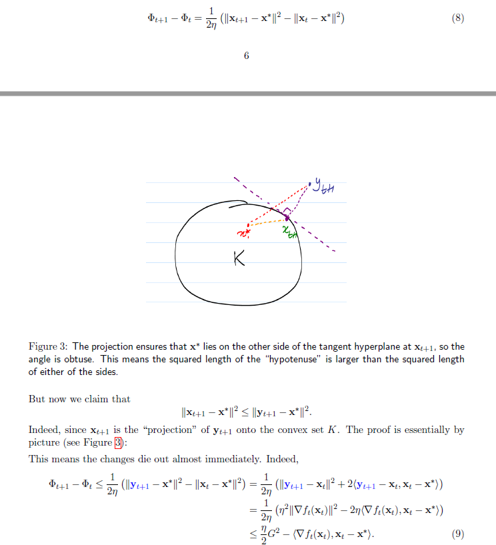 Φ_{t+1} − Φ_t = \frac{1}{2η} (‖x_{t+1} − x*‖² − ‖x_t − x*‖²) (8)
6
y_{t+1}
x*
x_{t+1}
K
Figure 3: The projection ensures that x* lies on the other side of the tangent hyperplane at x_{t+1}, so the
angle is obtuse. This means the squared length of the “hypotenuse” is larger than the squared length
of either of the sides.
But now we claim that
‖x_{t+1} − x*‖² ≤ ‖y_{t+1} − x*‖².
Indeed, since x_{t+1} is the “projection” of y_{t+1} onto the convex set K. The proof is essentially by
picture (see Figure 3):
This means the changes die out almost immediately. Indeed,
Φ_{t+1} − Φ_t ≤ \frac{1}{2η} (‖y_{t+1} − x*‖² − ‖x_t − x*‖²) = \frac{1}{2η} (‖y_{t+1} − x_t‖² + 2⟨y_{t+1} − x_t, x_t − x*⟩)
= \frac{1}{2η} (η²‖∇f_t(x_t)‖² − 2η⟨∇f_t(x_t), x_t − x*⟩)
≤ \frac{η}{2} G² − ⟨∇f_t(x_t), x_t − x*⟩. (9)